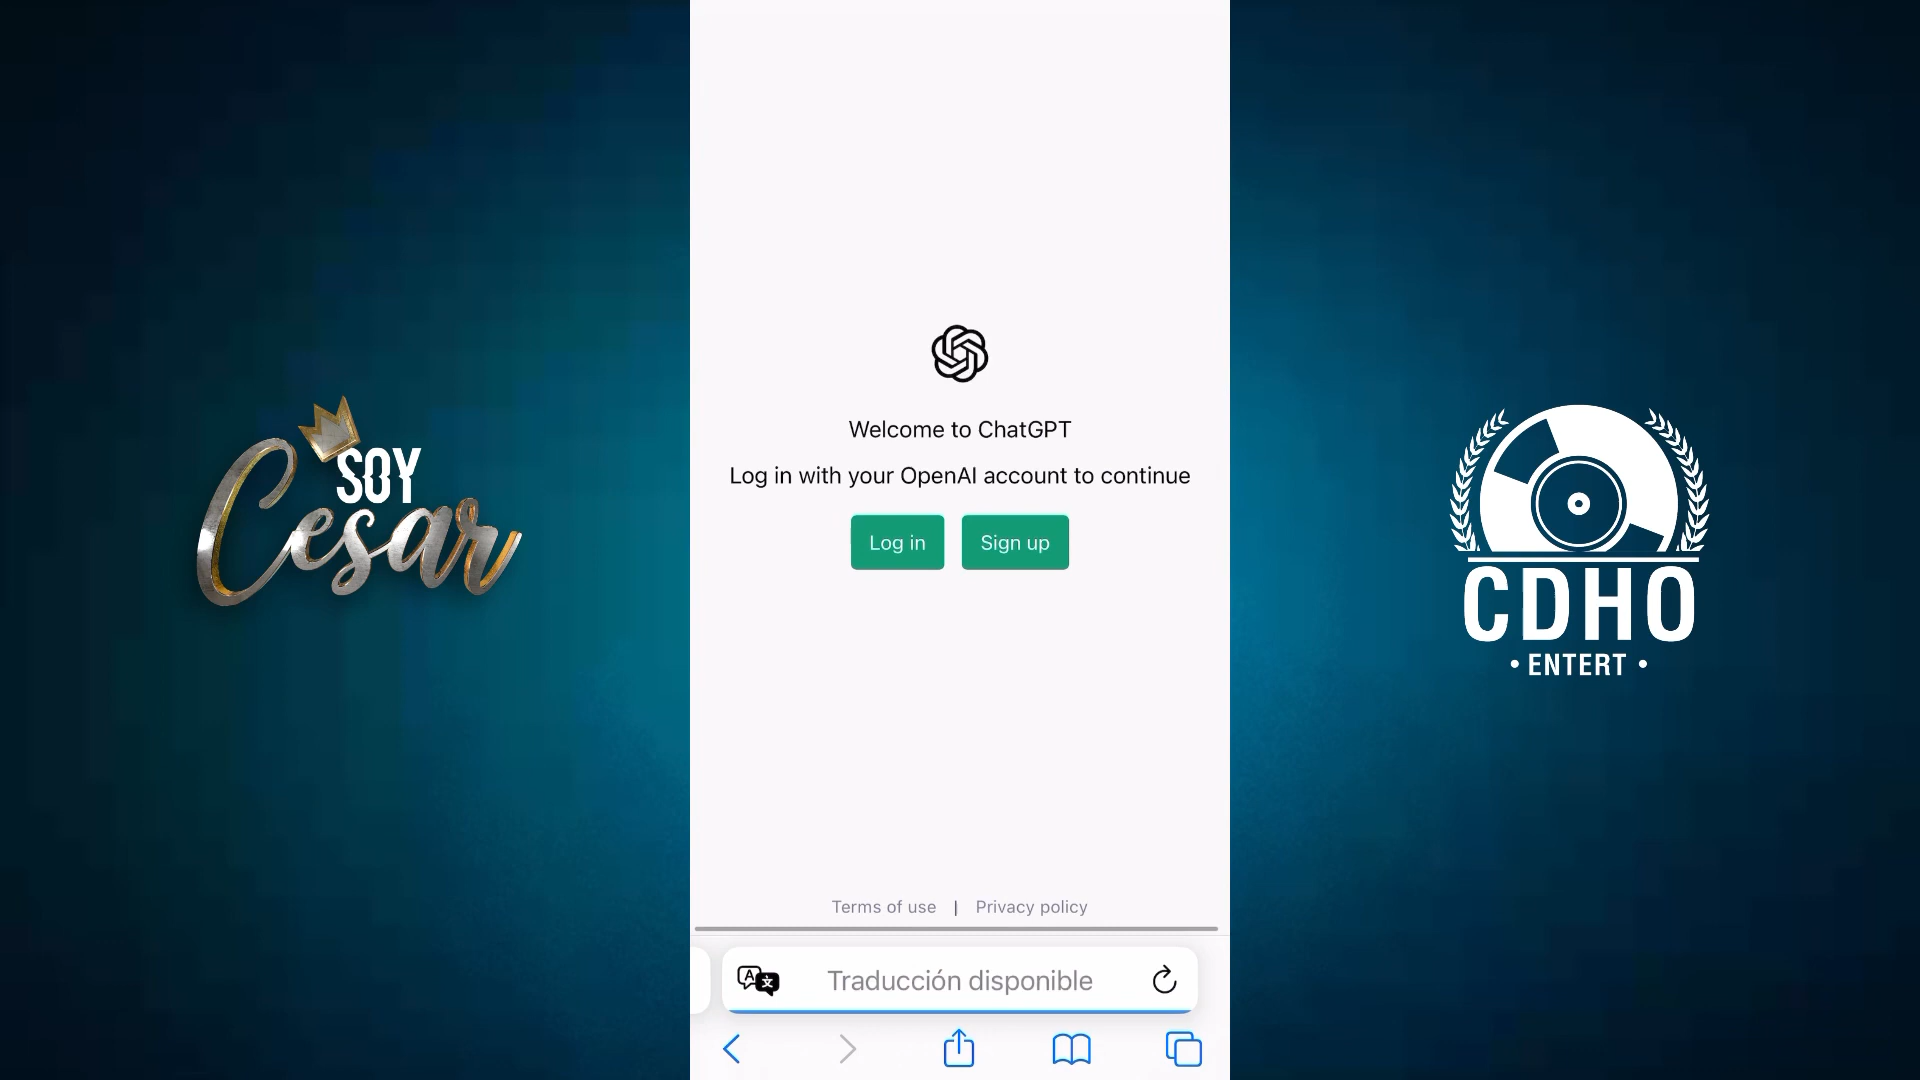 SOY
Cesar
Welcome to ChatGPT
Log in with your OpenAI account to continue
Log in
Sign up
Terms of use | Privacy policy
Traducción disponible
CDHO
• ENTERT •